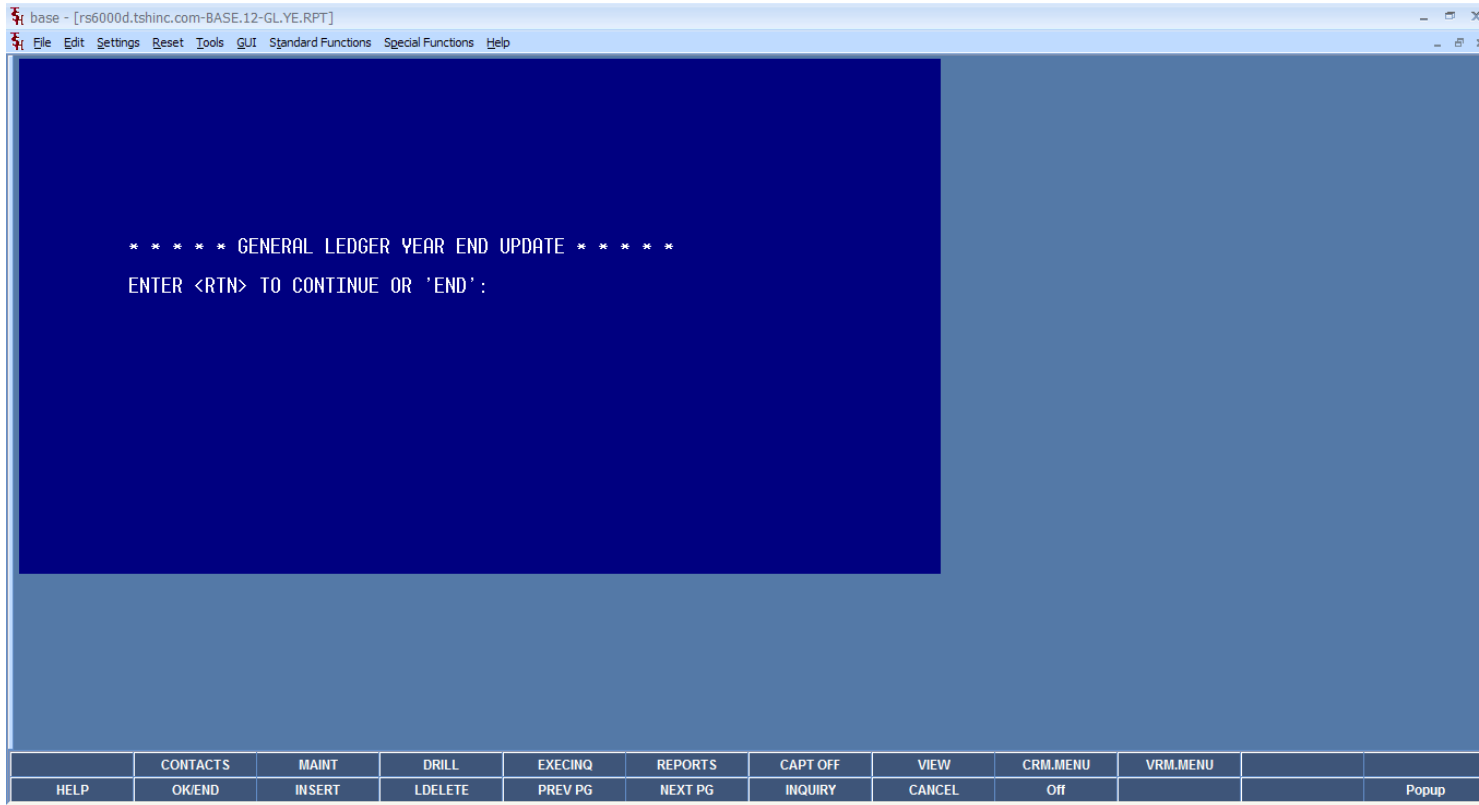 base - [rs6000d.tshinc.com-BASE.12-GL.YE.RPT]
File Edit Settings Reset Tools GUI Standard Functions Special Functions Help
* * * * * GENERAL LEDGER YEAR END UPDATE * * * * *
ENTER <RTN> TO CONTINUE OR 'END':
CONTACTS MAINT DRILL EXECINQ REPORTS CAPT OFF VIEW CRM.MENU VRM.MENU
HELP OK/END INSERT LDELETE PREV PG NEXT PG INQUIRY CANCEL Off Popup